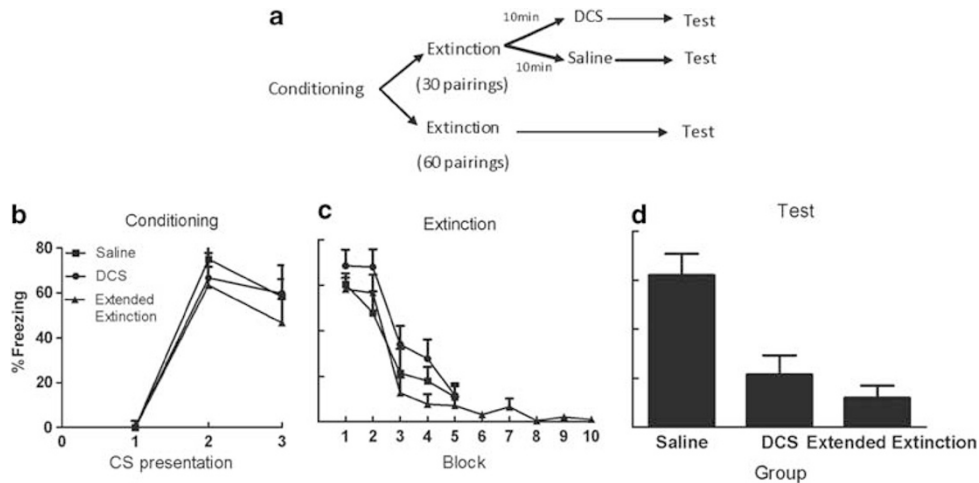 a
10min DCS Test
Extinction
10min Saline Test
(30 pairings)
Conditioning
Extinction Test
(60 pairings)
b Conditioning
80
Saline
DCS
60
Extended
Extinction
% Freezing
40
20
0
0 1 2 3
CS presentation
c Extinction
1 2 3 4 5 6 7 8 9 10
Block
d Test
Saline DCS Extended Extinction
Group